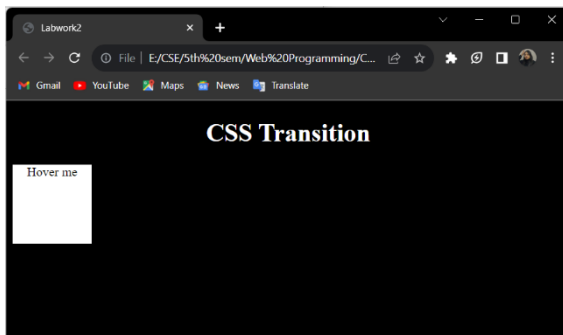 Labwork2
File E:/CSE/5th%20sem/Web%20Programming/C...
Gmail YouTube Maps News Translate
CSS Transition
Hover me